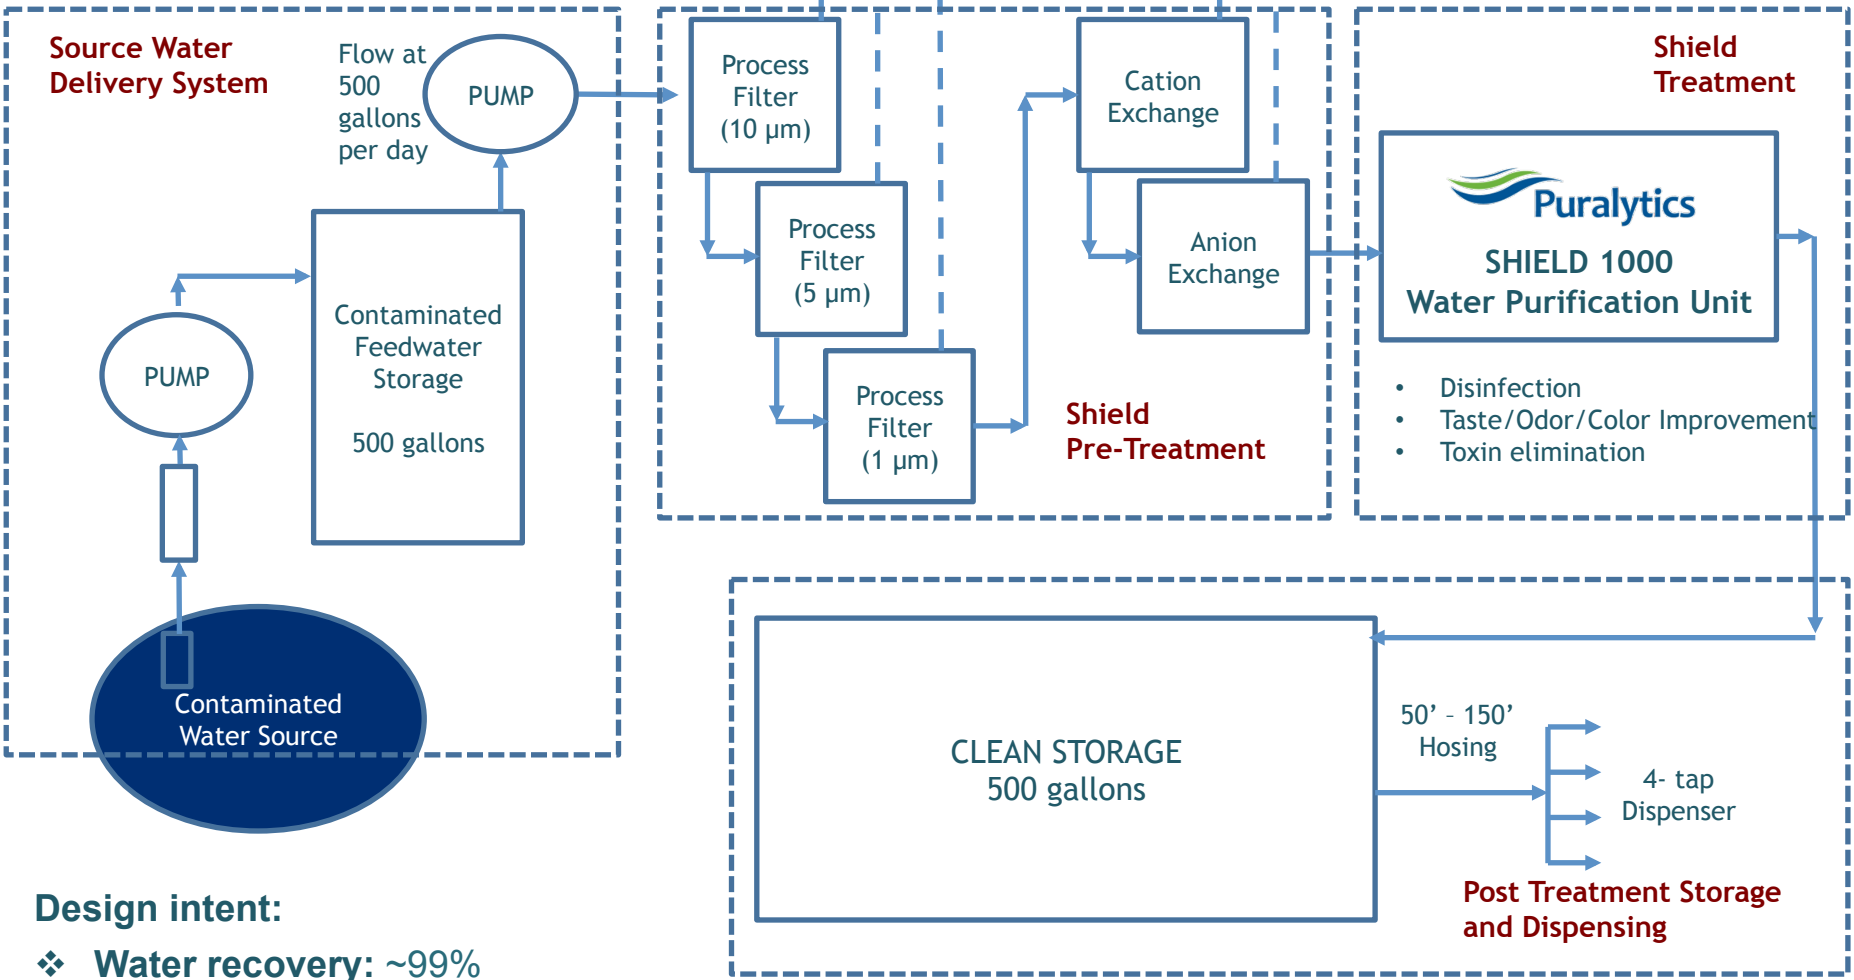 Source Water
Delivery System
Flow at
500
gallons
per day
PUMP
PUMP
Contaminated
Feedwater
Storage
500 gallons
Contaminated
Water Source
Process
Filter
(10 µm)
Process
Filter
(5 µm)
Process
Filter
(1 µm)
Cation
Exchange
Anion
Exchange
Shield
Pre-Treatment
Shield
Treatment
Puralytics
SHIELD 1000
Water Purification Unit
• Disinfection
• Taste/Odor/Color Improvement
• Toxin elimination
CLEAN STORAGE
500 gallons
50’ – 150’
Hosing
4- tap
Dispenser
Post Treatment Storage
and Dispensing
Design intent:
❖ Water recovery: ~99%